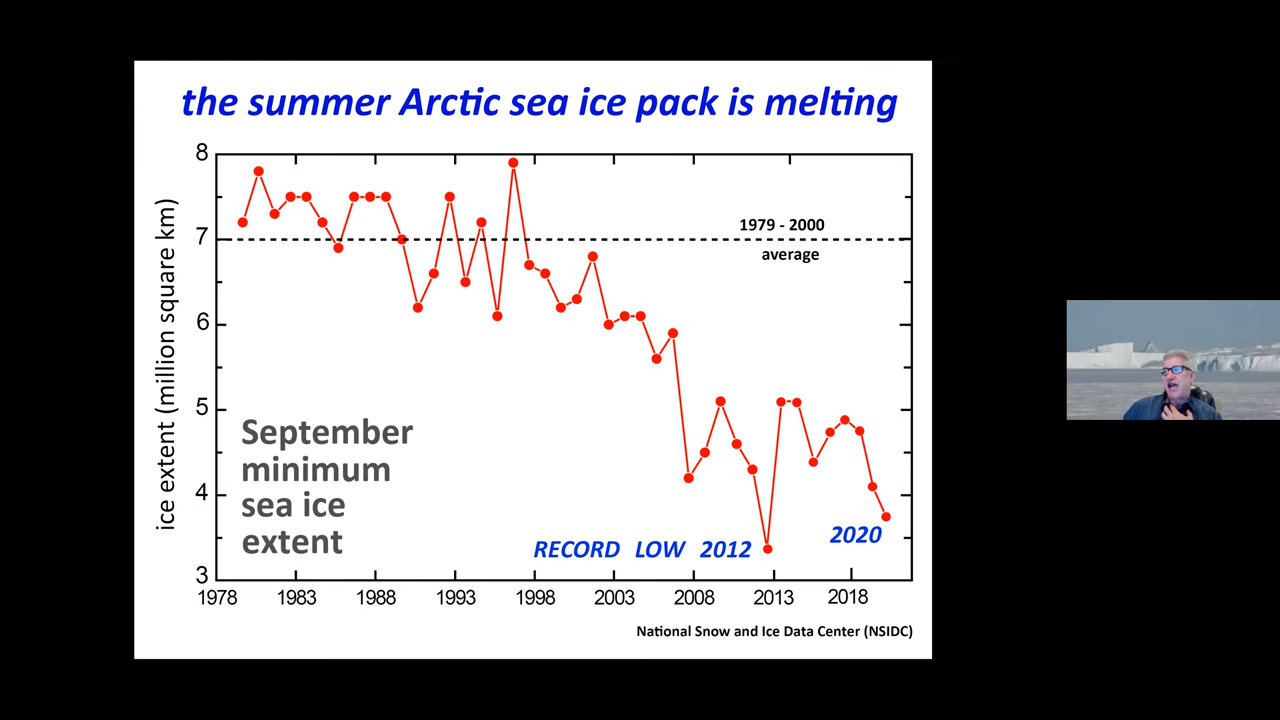 the summer Arctic sea ice pack is melting
8
7
6
5
4
3
ice extent (million square km)
1979 - 2000
average
September
minimum
sea ice
extent
RECORD LOW 2012
2020
1978 1983 1988 1993 1998 2003 2008 2013 2018
National Snow and Ice Data Center (NSIDC)